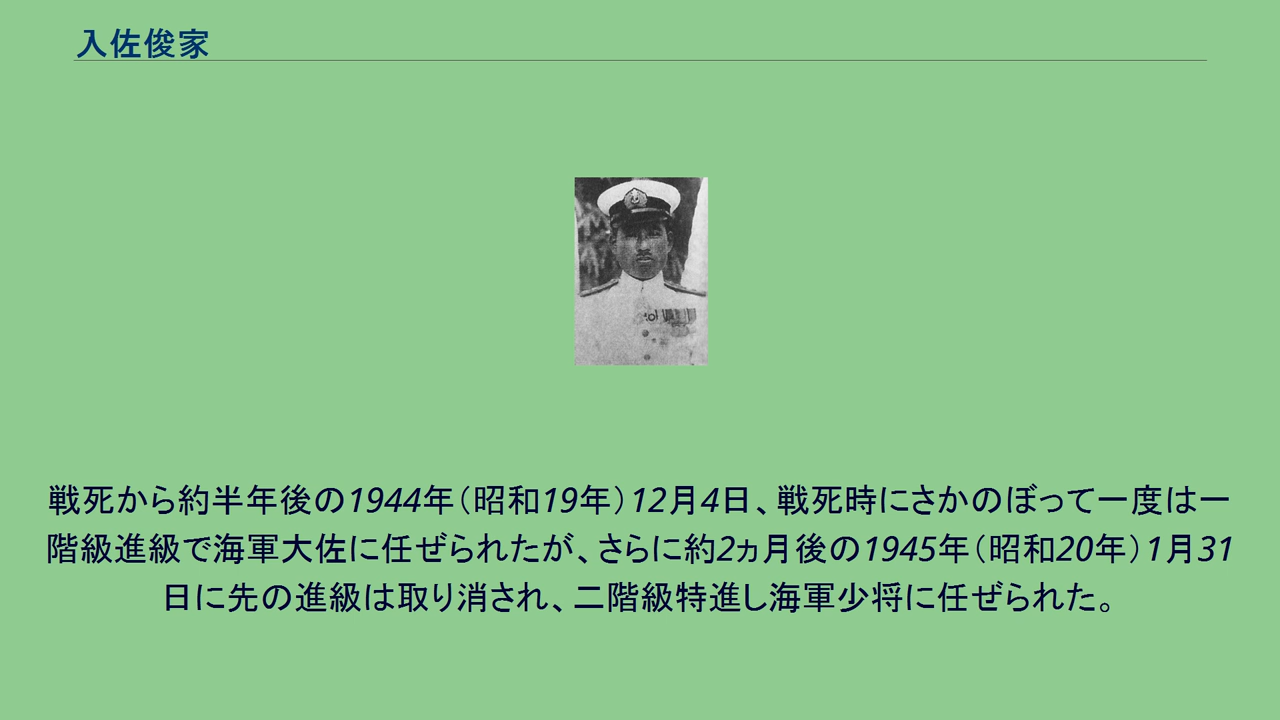 入佐俊家
戦死から約半年後の1944年（昭和19年）12月4日、戦死時にさかのぼって一度は一
階級進級で海軍大佐に任ぜられたが、さらに約2ヵ月後の1945年（昭和20年）1月31
日に先の進級は取り消され、二階級特進し海軍少将に任ぜられた。